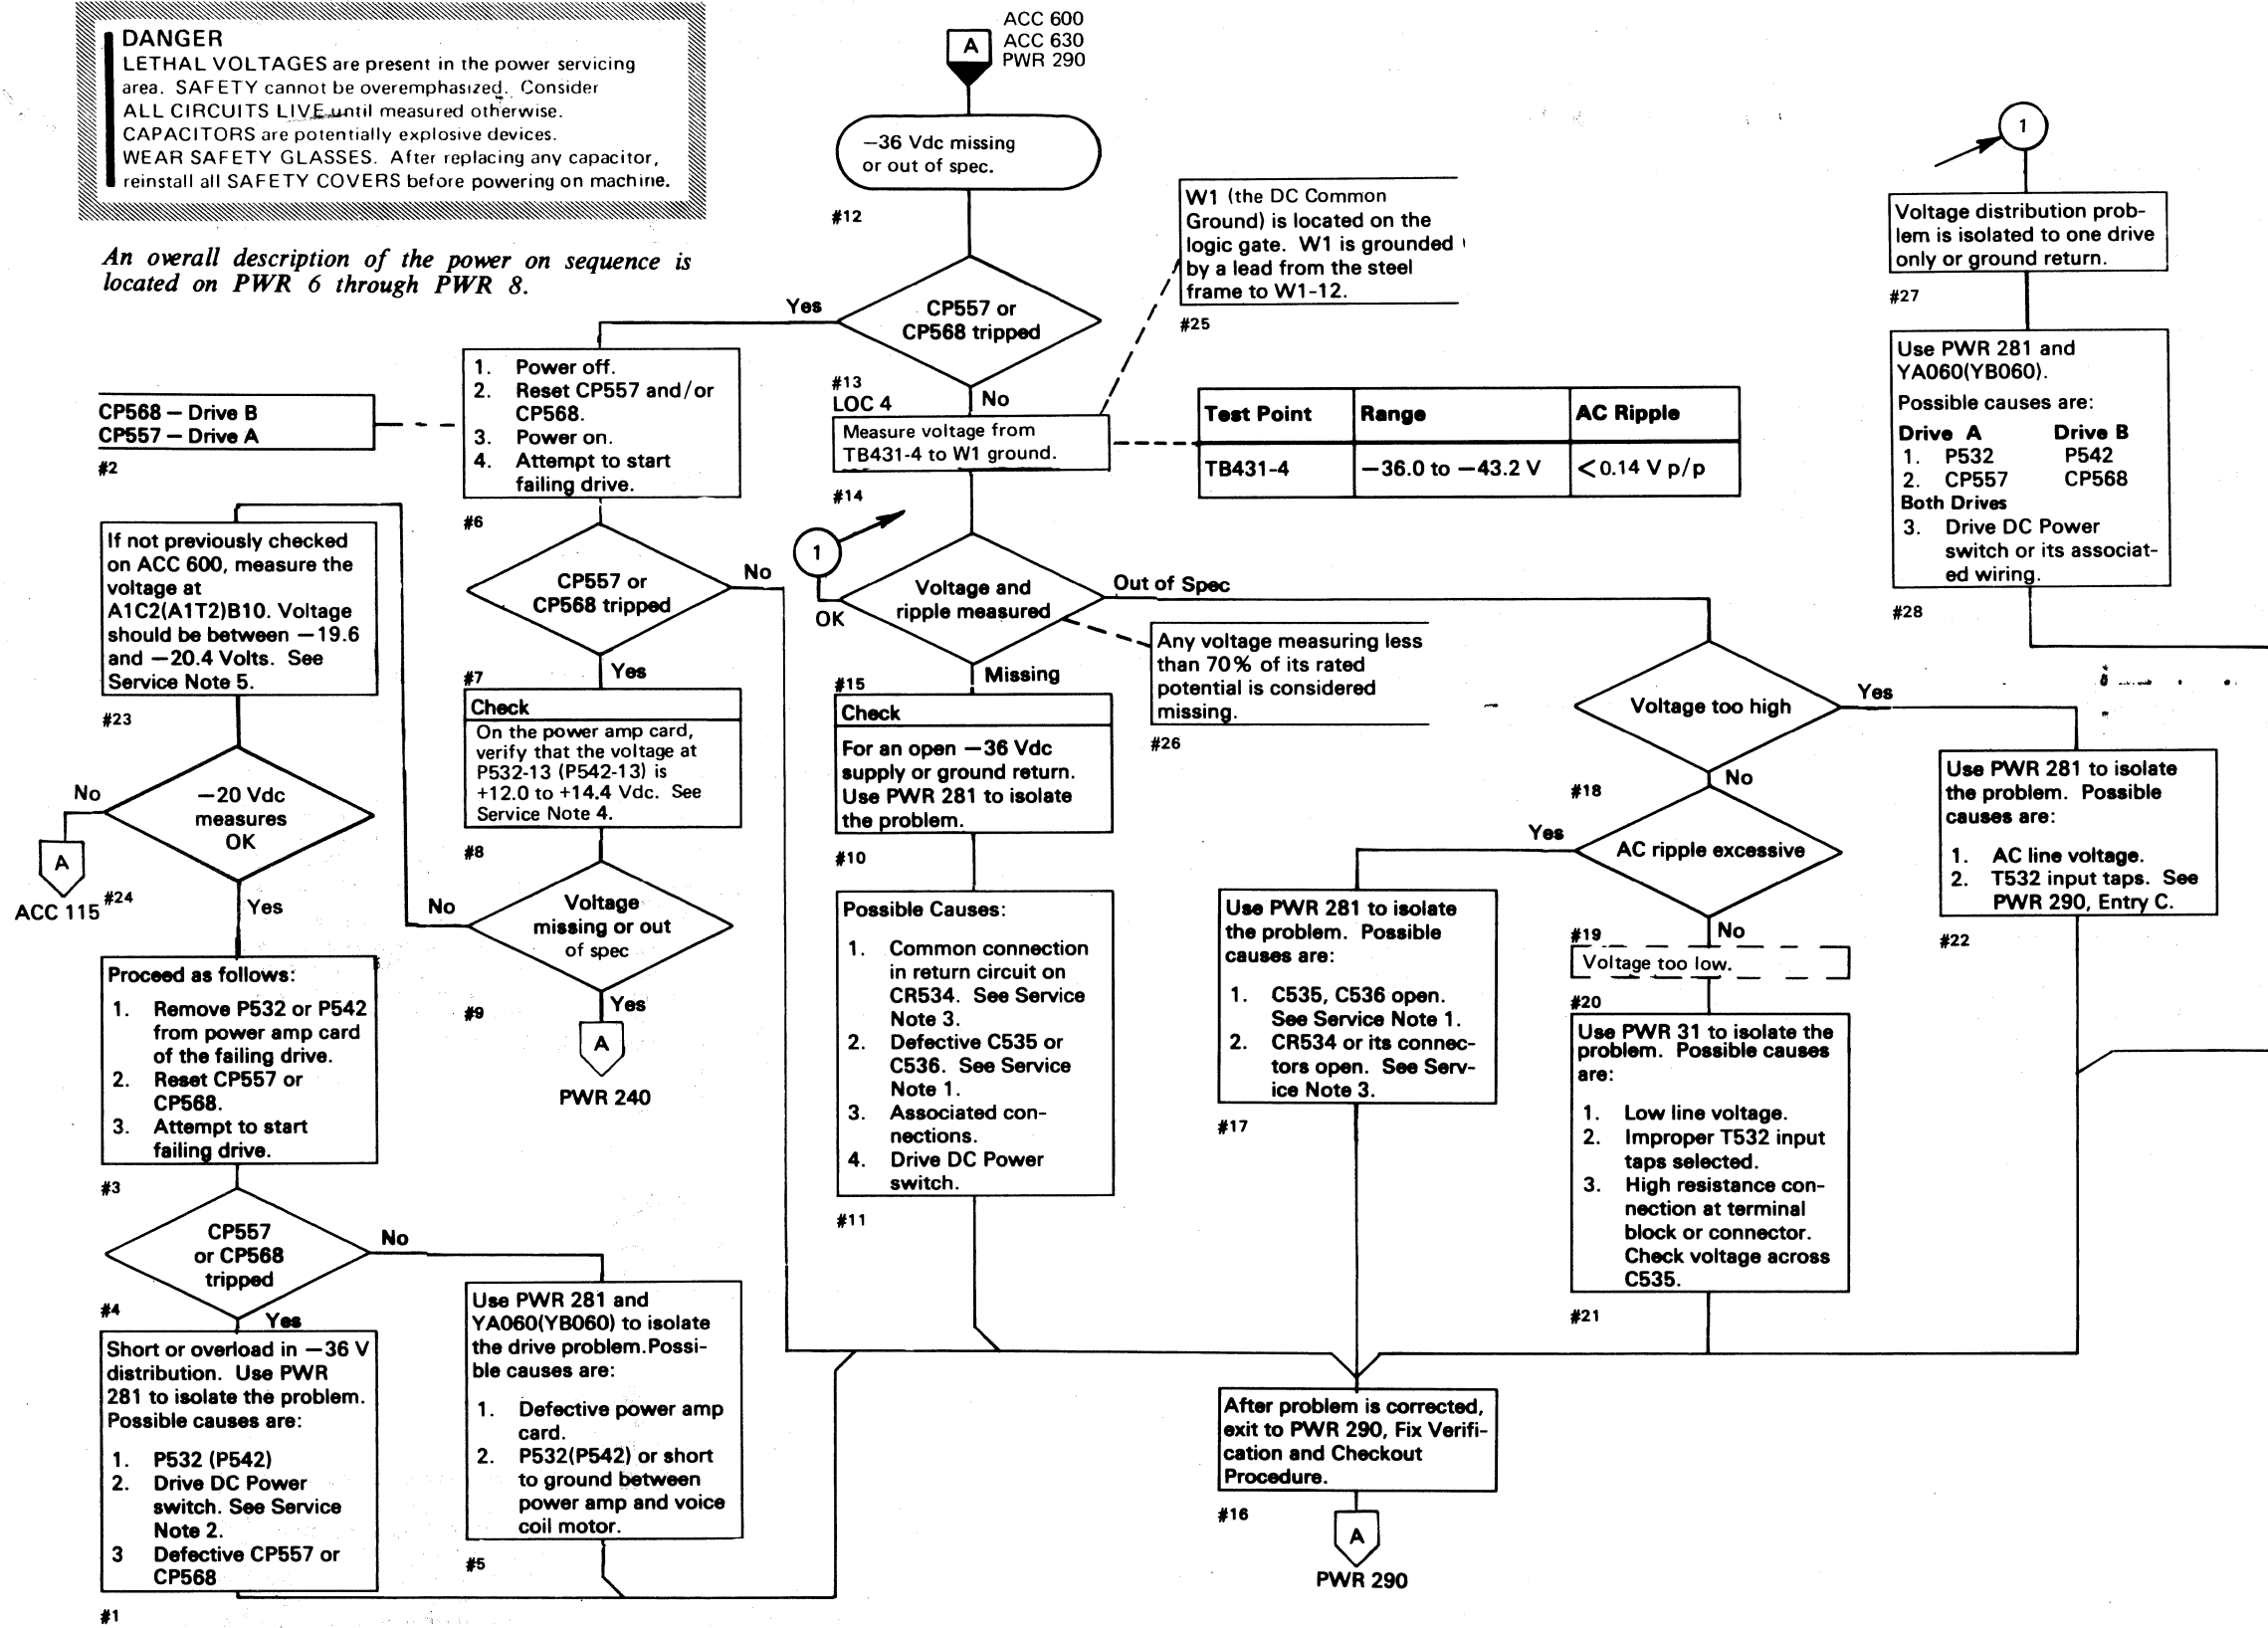 DANGER
LETHAL VOLTAGES are present in the power servicing
area. SAFETY cannot be overemphasized. Consider
ALL CIRCUITS LIVE until measured otherwise.
CAPACITORS are potentially explosive devices.
WEAR SAFETY GLASSES. After replacing any capacitor,
reinstall all SAFETY COVERS before powering on machine.
An overall description of the power on sequence is
located on PWR 6 through PWR 8.
A
ACC 600
ACC 630
PWR 290
−36 Vdc missing
or out of spec.
#12
CP557 or
CP568 tripped
Yes
#13
LOC 4
No
W1 (the DC Common
Ground) is located on the
logic gate. W1 is grounded
by a lead from the steel
frame to W1-12.
#25
Measure voltage from
TB431-4 to W1 ground.
#14
Test Point Range AC Ripple
TB431-4 −36.0 to −43.2 V <0.14 V p/p
CP568 – Drive B
CP557 – Drive A
#2
1. Power off.
2. Reset CP557 and/or
CP568.
3. Power on.
4. Attempt to start
failing drive.
#6
CP557 or
CP568 tripped
No
Yes
#7
Check
On the power amp card,
verify that the voltage at
P532-13 (P542-13) is
+12.0 to +14.4 Vdc. See
Service Note 4.
#8
Voltage
missing or out
of spec
No
Yes
#9
A
PWR 240
If not previously checked
on ACC 600, measure the
voltage at
A1C2(A1T2)B10. Voltage
should be between −19.6
and −20.4 Volts. See
Service Note 5.
#23
−20 Vdc
measures
OK
No
A
ACC 115
#24
Yes
Proceed as follows:
1. Remove P532 or P542
from power amp card
of the failing drive.
2. Reset CP557 or
CP568.
3. Attempt to start
failing drive.
#3
CP557
or CP568
tripped
No
#4
Yes
Short or overload in −36 V
distribution. Use PWR
281 to isolate the problem.
Possible causes are:
1. P532 (P542)
2. Drive DC Power
switch. See Service
Note 2.
3 Defective CP557 or
CP568
#1
Use PWR 281 and
YA060(YB060) to isolate
the drive problem.Possi-
ble causes are:
1. Defective power amp
card.
2. P532(P542) or short
to ground between
power amp and voice
coil motor.
#5
1
OK
Voltage and
ripple measured
Out of Spec
Missing
#15
Any voltage measuring less
than 70% of its rated
potential is considered
missing.
#26
Check
For an open −36 Vdc
supply or ground return.
Use PWR 281 to isolate
the problem.
#10
Possible Causes:
1. Common connection
in return circuit on
CR534. See Service
Note 3.
2. Defective C535 or
C536. See Service
Note 1.
3. Associated con-
nections.
4. Drive DC Power
switch.
#11
Voltage too high
Yes
#18
No
AC ripple excessive
Yes
#19
No
Use PWR 281 to isolate
the problem. Possible
causes are:
1. C535, C536 open.
See Service Note 1.
2. CR534 or its connec-
tors open. See Serv-
ice Note 3.
#17
Voltage too low.
#20
Use PWR 31 to isolate the
problem. Possible causes
are:
1. Low line voltage.
2. Improper T532 input
taps selected.
3. High resistance con-
nection at terminal
block or connector.
Check voltage across
C535.
#21
Use PWR 281 to isolate
the problem. Possible
causes are:
1. AC line voltage.
2. T532 input taps. See
PWR 290, Entry C.
#22
After problem is corrected,
exit to PWR 290, Fix Verifi-
cation and Checkout
Procedure.
#16
A
PWR 290
1
Voltage distribution prob-
lem is isolated to one drive
only or ground return.
#27
Use PWR 281 and
YA060(YB060).
Possible causes are:
Drive A Drive B
1. P532 P542
2. CP557 CP568
Both Drives
3. Drive DC Power
switch or its associat-
ed wiring.
#28